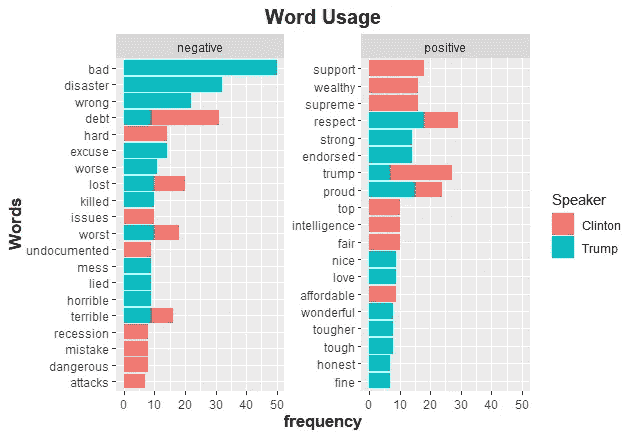 Word Usage
negative
positive
Words
bad
disaster
wrong
debt
hard
excuse
worse
lost
killed
issues
worst
undocumented
mess
lied
horrible
terrible
recession
mistake
dangerous
attacks
0 10 20 30 40 50
support
wealthy
supreme
respect
strong
endorsed
trump
proud
top
intelligence
fair
nice
love
affordable
wonderful
tougher
tough
honest
fine
0 10 20 30 40 50
frequency
Speaker
Clinton
Trump